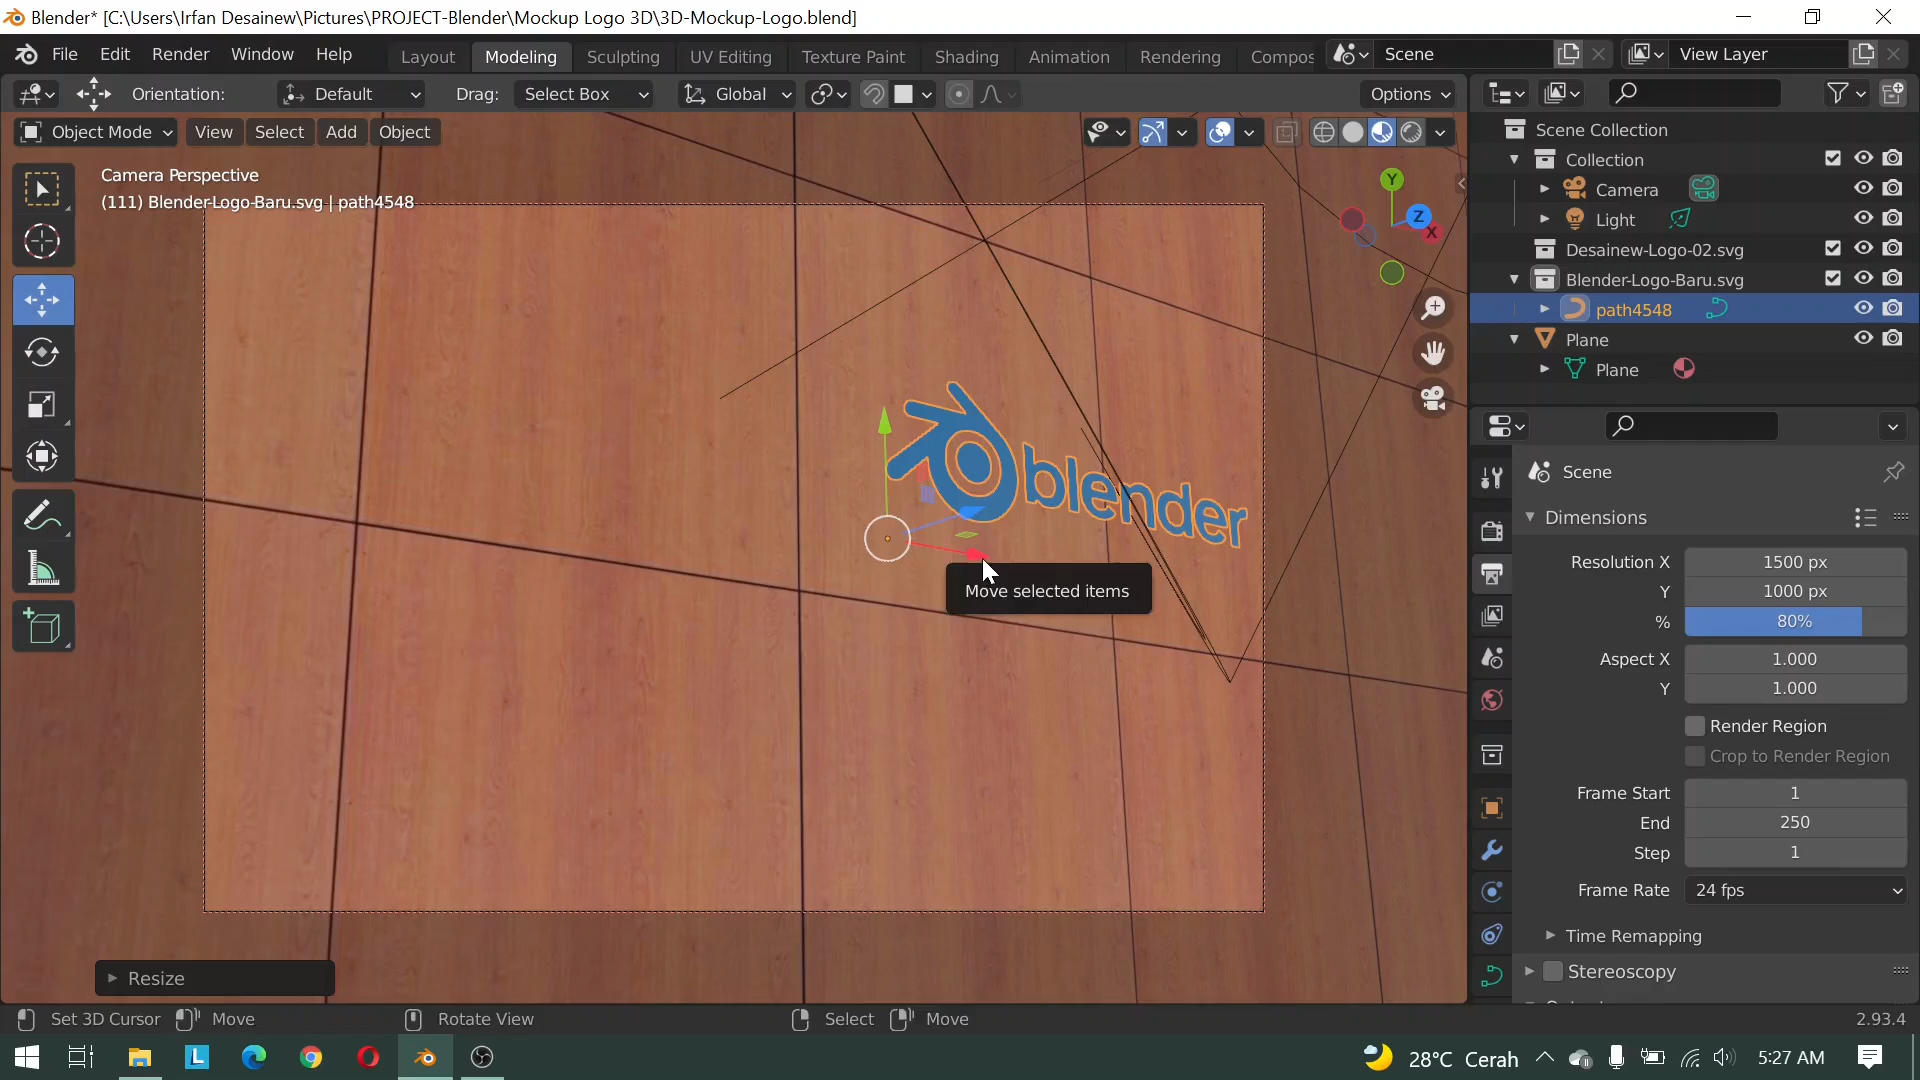 Blender* [C:\Users\Irfan Desainew\Pictures\PROJECT-Blender\Mockup Logo 3D\3D-Mockup-Logo.blend]
File Edit Render Window Help Layout Modeling Sculpting UV Editing Texture Paint Shading Animation Rendering Compos Scene View Layer
Orientation: Default Drag: Select Box Global Options
Object Mode View Select Add Object
Camera Perspective
(111) Blender-Logo-Baru.svg | path4548
Y
Z
X
blender
Move selected items
Resize
Scene Collection
Collection
Camera
Light
Desainew-Logo-02.svg
Blender-Logo-Baru.svg
path4548
Plane
Plane
Scene
Dimensions
Resolution X 1500 px
Y 1000 px
% 80%
Aspect X 1.000
Y 1.000
Render Region
Crop to Render Region
Frame Start 1
End 250
Step 1
Frame Rate 24 fps
Time Remapping
Stereoscopy
Set 3D Cursor Move Rotate View Select Move 2.93.4
L 28°C Cerah 5:27 AM